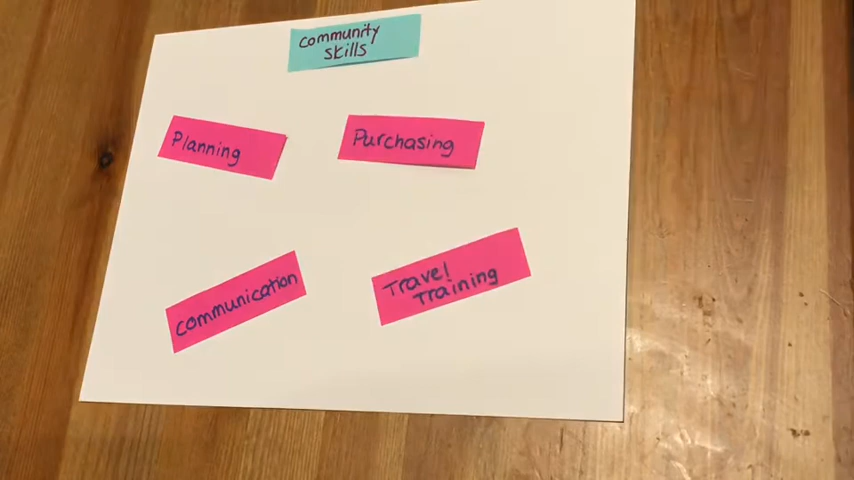 Community
Skills
Planning
Purchasing
Communication
Travel
Training